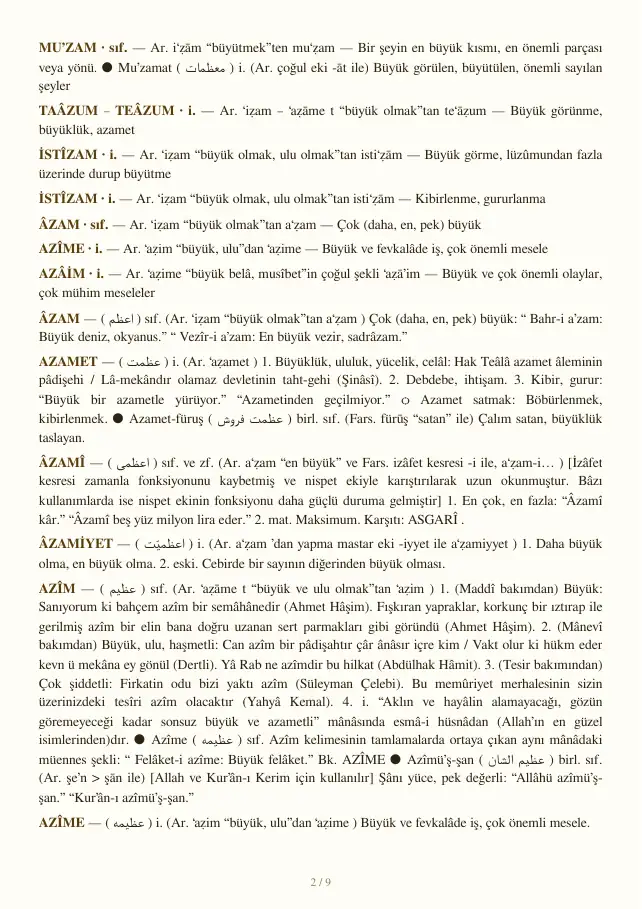 MU’ZAM · sıf. — Ar. i‘ẓām “büyütmek”ten mu‘ẓam — Bir şeyin en büyük kısmı, en önemli parçası
veya yönü. ● Mu’zamat ( معظمات ) i. (Ar. çoğul eki -āt ile) Büyük görülen, büyütülen, önemli sayılan
şeyler
TAÂZUM – TEÂZUM · i. — Ar. ‘iẓam – ‘aẓāme t “büyük olmak”tan te‘āẓum — Büyük görünme,
büyüklük, azamet
İSTİZAM · i. — Ar. ‘iẓam “büyük olmak, ulu olmak”tan isti‘ẓām — Büyük görme, lüzûmundan fazla
üzerinde durup büyütme
İSTÎZAM · i. — Ar. ‘iẓam “büyük olmak, ulu olmak”tan isti‘ẓām — Kibirlenme, gururlanma
ÂZAM · sıf. — Ar. ‘iẓam “büyük olmak”tan a‘ẓam — Çok (daha, en, pek) büyük
AZÎME · i. — Ar. ‘aẓіm “büyük, ulu”dan ‘aẓіme — Büyük ve fevkalâde iş, çok önemli mesele
AZÂİM · i. — Ar. ‘aẓіme “büyük belâ, musîbet”in çoğul şekli ‘aẓā’im — Büyük ve çok önemli olaylar,
çok mühim meseleler
ÂZAM — ( اعظم ) sıf. (Ar. ‘iẓam “büyük olmak”tan a‘ẓam ) Çok (daha, en, pek) büyük: “ Bahr-i a’zam:
Büyük deniz, okyanus.” “ Vezîr-i a’zam: En büyük vezir, sadrâzam.”
AZAMET — ( عظمت ) i. (Ar. ‘aẓamet ) 1. Büyüklük, ululuk, yücelik, celâl: Hak Teâlâ azamet âleminin
pâdişehi / Lâ-mekândır olamaz devletinin taht-gehi (Şinâsî). 2. Debdebe, ihtişam. 3. Kibir, gurur:
“Büyük bir azametle yürüyor.” “Azametinden geçilmiyor.” ○ Azamet satmak: Böbürlenmek,
kibirlenmek. ● Azamet-füruş ( عظمت فروش ) birl. sıf. (Fars. fürūş “satan” ile) Çalım satan, büyüklük
taslayan.
ÂZAMÎ — ( اعظمی ) sıf. ve zf. (Ar. a‘ẓam “en büyük” ve Fars. izâfet kesresi -i ile, a‘ẓam-i… ) [İzâfet
kesresi zamanla fonksiyonunu kaybetmiş ve nispet ekiyle karıştırılarak uzun okunmuştur. Bâzı
kullanımlarda ise nispet ekinin fonksiyonu daha güçlü duruma gelmiştir] 1. En çok, en fazla: “Âzamî
kâr.” “Âzamî beş yüz milyon lira eder.” 2. mat. Maksimum. Karşıtı: ASGARÎ .
ÂZAMİYET — ( اعظميّت ) i. (Ar. a‘ẓam ’dan yapma mastar eki -iyyet ile a‘ẓamiyyet ) 1. Daha büyük
olma, en büyük olma. 2. eski. Cebirde bir sayının diğerinden büyük olması.
AZÎM — ( عظيم ) sıf. (Ar. ‘aẓāme t “büyük ve ulu olmak”tan ‘aẓіm ) 1. (Maddî bakımdan) Büyük:
Sanıyorum ki bahçem azîm bir semâhânedir (Ahmet Hâşim). Fışkıran yapraklar, korkunç bir ıztırap ile
gerilmiş azîm bir elin bana doğru uzanan sert parmakları gibi göründü (Ahmet Hâşim). 2. (Mânevî
bakımdan) Büyük, ulu, haşmetli: Can azîm bir pâdişahtır çâr ânâsır içre kim / Vakt olur ki hükm eder
kevn ü mekâna ey gönül (Dertli). Yâ Rab ne azîmdir bu hilkat (Abdülhak Hâmit). 3. (Tesir bakımından)
Çok şiddetli: Firkatin odu bizi yaktı azîm (Süleyman Çelebi). Bu memûriyet merhalesinin sizin
üzerinizdeki tesîri azîm olacaktır (Yahyâ Kemal). 4. i. “Aklın ve hayâlin alamayacağı, gözün
göremeyeceği kadar sonsuz büyük ve azametli” mânâsında esmâ-i hüsnâdan (Allah’ın en güzel
isimlerinden)dır. ● Azîme ( عظيمه ) sıf. Azîm kelimesinin tamlamalarda ortaya çıkan aynı mânâdaki
müennes şekli: “ Felâket-i azîme: Büyük felâket.” Bk. AZÎME ● Azîmü’ş-şan ( عظيم الشان ) birl. sıf.
(Ar. şe’n > şān ile) [Allah ve Kur’ân-ı Kerim için kullanılır] Şânı yüce, pek değerli: “Allâhü azîmü’ş-
şan.” “Kur’ân-ı azîmü’ş-şan.”
AZÎME — ( عظيمه ) i. (Ar. ‘aẓіm “büyük, ulu”dan ‘aẓіme ) Büyük ve fevkalâde iş, çok önemli mesele.
2 / 9